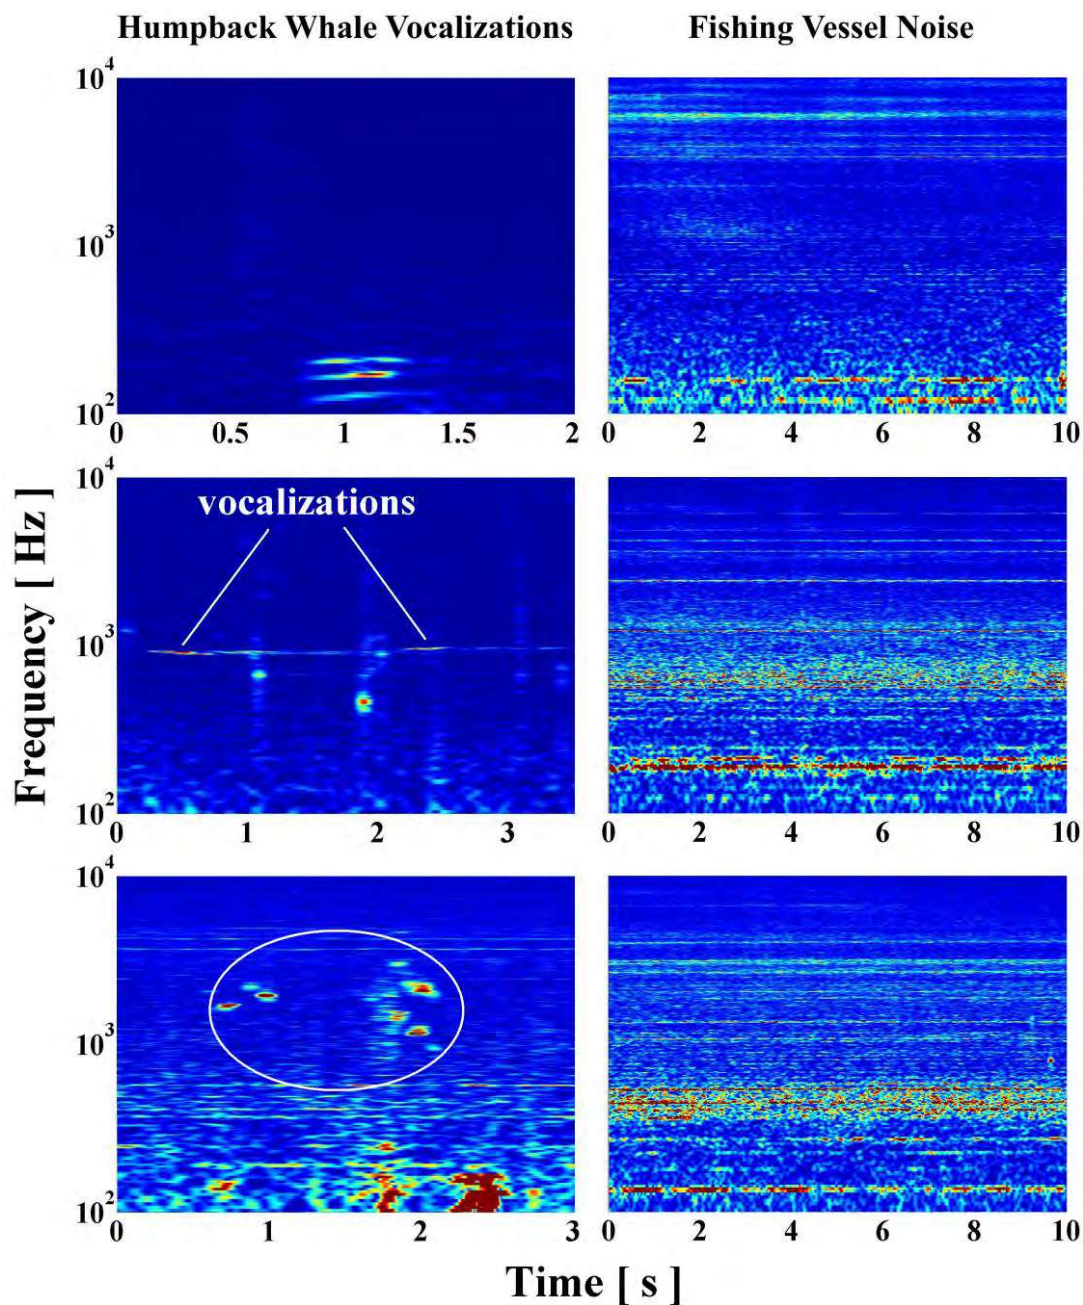 Humpback Whale Vocalizations
Fishing Vessel Noise
10^4
10^3
10^2
0 0.5 1 1.5 2
0 2 4 6 8 10
10^4
vocalizations
10^3
10^2
0 1 2 3
0 2 4 6 8 10
10^4
10^3
10^2
0 1 2 3
0 2 4 6 8 10
Frequency [ Hz ]
Time [ s ]